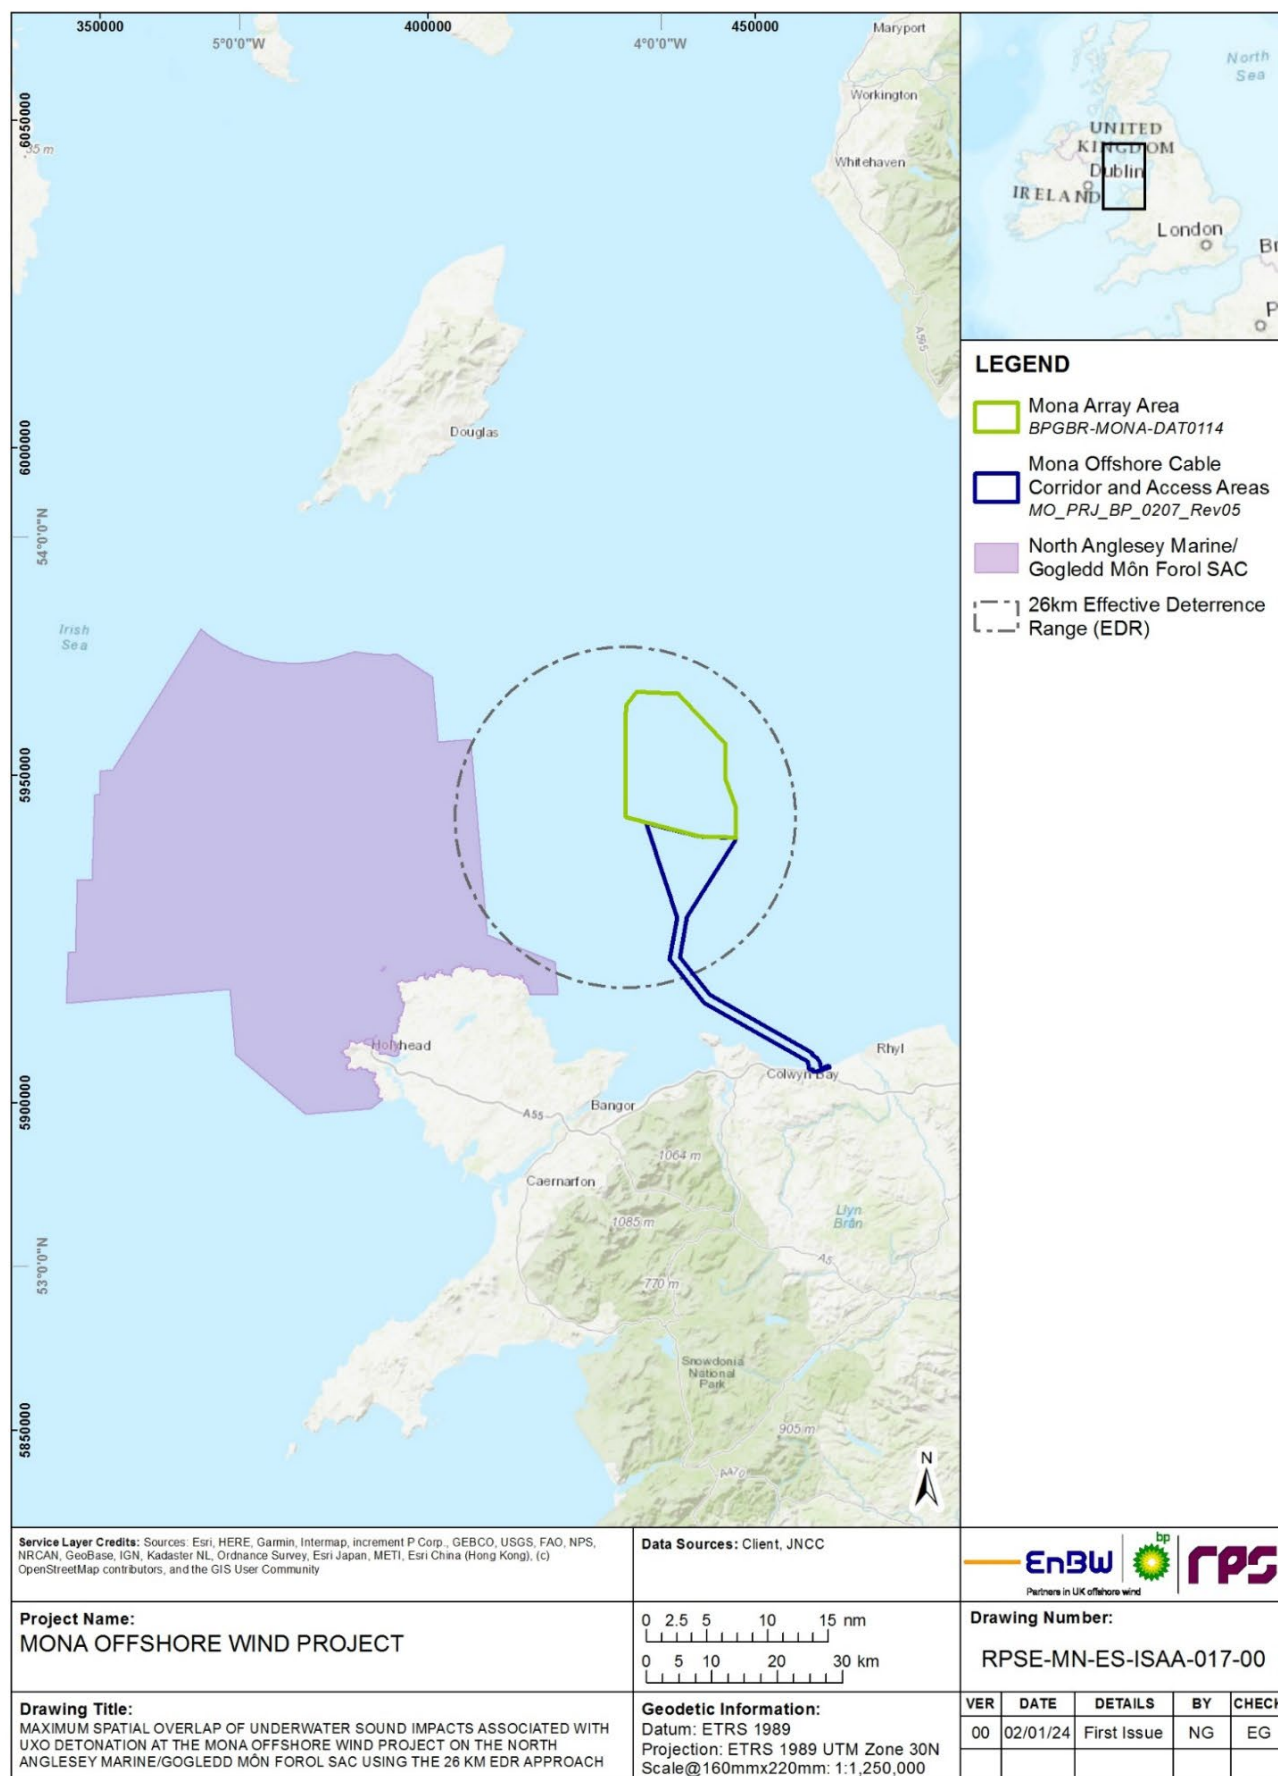 350000
400000
450000
5°0'0"W
4°0'0"W
6050000
6000000
5950000
5900000
5850000
54°0'0"N
53°0'0"N
35 m
Maryport
Workington
Whitehaven
A595
Douglas
Irish
Sea
Holyhead
Rhyl
Colwyn Bay
Bangor
A55
1064 m
Caernarfon
1085 m
Llyn
Brân
A5
770 m
Snowdonia
National
Park
905 m
A470
N
North
Sea
UNITED
KINGDOM
Dublin
IRELAND
London
Br
P
LEGEND
Mona Array Area
BPGBR-MONA-DAT0114
Mona Offshore Cable
Corridor and Access Areas
MO_PRJ_BP_0207_Rev05
North Anglesey Marine/
Gogledd Môn Forol SAC
26km Effective Deterrence
Range (EDR)
Service Layer Credits: Sources: Esri, HERE, Garmin, Intermap, increment P Corp., GEBCO, USGS, FAO, NPS,
NRCAN, GeoBase, IGN, Kadaster NL, Ordnance Survey, Esri Japan, METI, Esri China (Hong Kong), (c)
OpenStreetMap contributors, and the GIS User Community
Data Sources: Client, JNCC
EnBW
bp
rps
Partners in UK offshore wind
Project Name:
MONA OFFSHORE WIND PROJECT
0 2.5 5 10 15 nm
0 5 10 20 30 km
Drawing Number:
RPSE-MN-ES-ISAA-017-00
Drawing Title:
MAXIMUM SPATIAL OVERLAP OF UNDERWATER SOUND IMPACTS ASSOCIATED WITH
UXO DETONATION AT THE MONA OFFSHORE WIND PROJECT ON THE NORTH
ANGLESEY MARINE/GOGLEDD MÔN FOROL SAC USING THE 26 KM EDR APPROACH
Geodetic Information:
Datum: ETRS 1989
Projection: ETRS 1989 UTM Zone 30N
Scale@160mmx220mm: 1:1,250,000
VER DATE DETAILS BY CHECK
00 02/01/24 First Issue NG EG